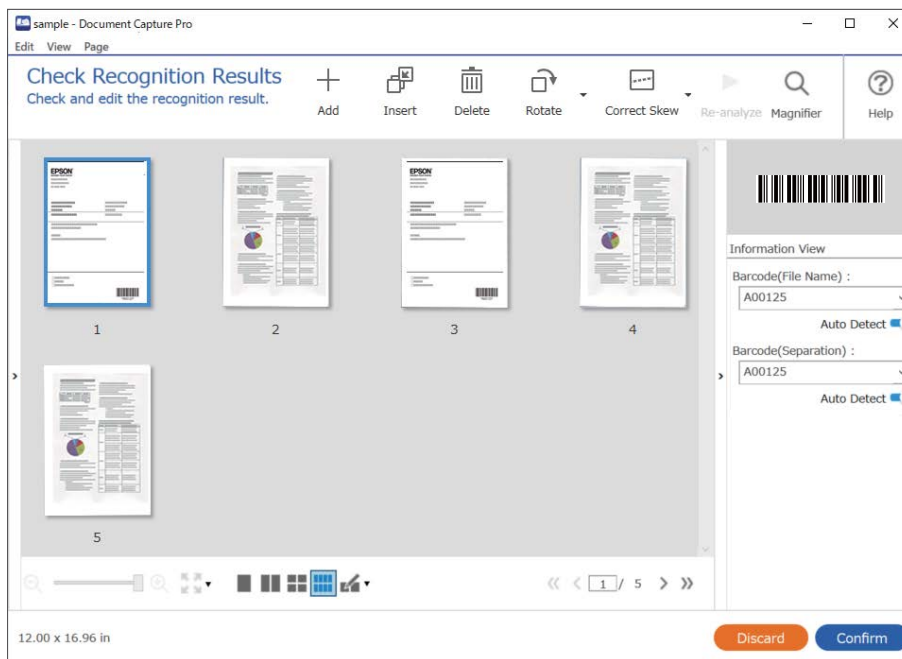 sample - Document Capture Pro
Edit View Page
Check Recognition Results
Check and edit the recognition result.
Add Insert Delete Rotate Correct Skew Re-analyze Magnifier Help
EPSON
EPSON
1 2 3 4
5
Information View
Barcode(File Name) :
A00125
Auto Detect
Barcode(Separation) :
A00125
Auto Detect
1 / 5
12.00 x 16.96 in
Discard Confirm